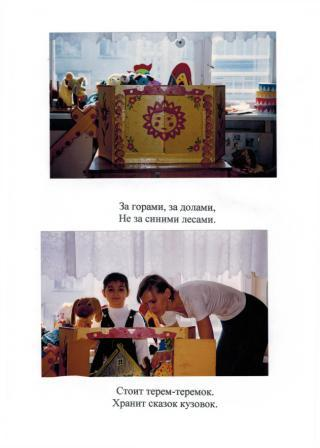 За горами, за долами,
Не за синими лесами.
Стоит терем-теремок.
Хранит сказок кузовок.